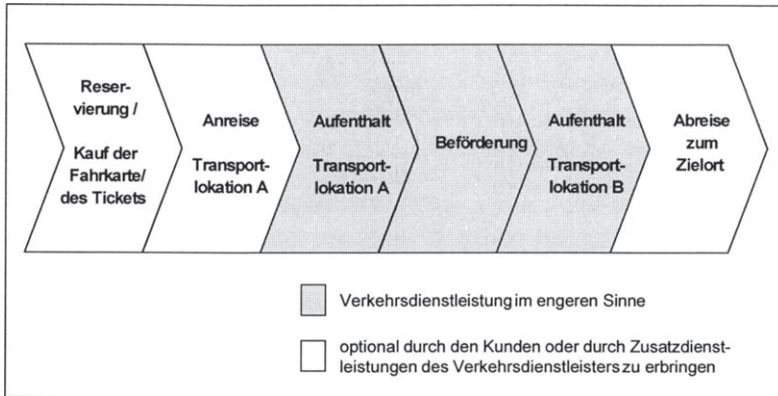 Reser-
vierung /
Kauf der
Fahrkarte/
des Tickets
Anreise
Transport-
lokation A
Aufenthalt
Transport-
lokation A
Beförderung
Aufenthalt
Transport-
lokation B
Abreise
zum
Zielort
Verkehrsdienstleistung im engeren Sinne
optional durch den Kunden oder durch Zusatzdienst-
leistungen des Verkehrsdienstleisters zu erbringen